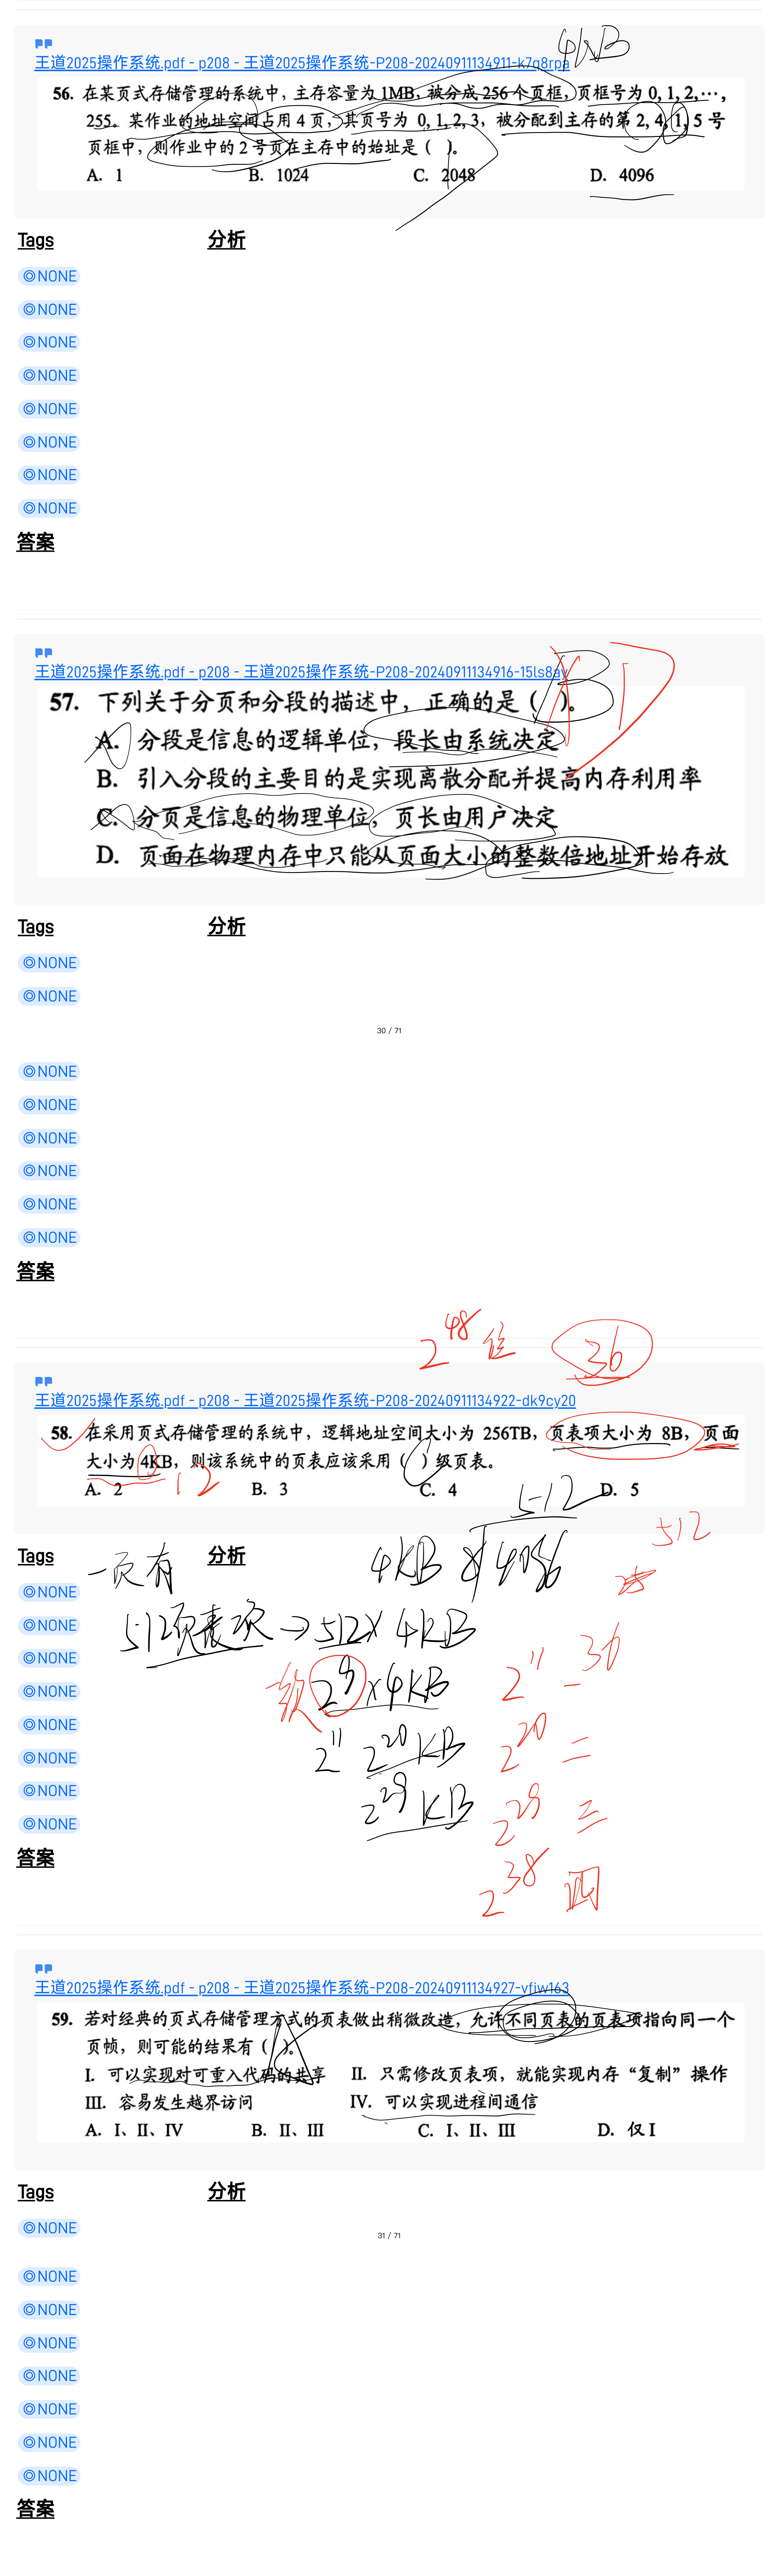 4KB
王道2025操作系统.pdf - p208 - 王道2025操作系统-P208-20240911134911-k7q8rpa
56. 在某页式存储管理的系统中，主存容量为1MB，被分成256个页框，页框号为 0, 1, 2,…,
255。某作业的地址空间占用4页，其页号为 0, 1, 2, 3，被分配到主存的第 2, 4, 1, 5 号
页框中，则作业中的2号页在主存中的始址是（ ）。
A. 1 B. 1024 C. 2048 D. 4096
Tags 分析
NONE
NONE
NONE
NONE
NONE
NONE
NONE
NONE
答案
王道2025操作系统.pdf - p208 - 王道2025操作系统-P208-20240911134916-15ls8ay
57. 下列关于分页和分段的描述中，正确的是（ B ）。 D
A. 分段是信息的逻辑单位，段长由系统决定
B. 引入分段的主要目的是实现离散分配并提高内存利用率
C. 分页是信息的物理单位，页长由用户决定
D. 页面在物理内存中只能从页面大小的整数倍地址开始存放
Tags 分析
NONE
NONE
30 / 71
NONE
NONE
NONE
NONE
NONE
NONE
答案
2^48 位 36
王道2025操作系统.pdf - p208 - 王道2025操作系统-P208-20240911134922-dk9cy20
58. 在采用页式存储管理的系统中，逻辑地址空间大小为 256TB，页表项大小为 8B，页面
大小为 4KB，则该系统中的页表应该采用（ ）级页表。
A. 2 B. 3 C. 4 D. 5
12
512
512
Tags 分析
一页有 4KB 8 4096
NONE
NONE
512页表项→512×4KB
NONE
2^9×4KB 2^11 一 36
NONE
NONE
2^11 2^20 KB 2^20 二
NONE
NONE
2^29 KB 2^29 三
NONE
答案
2^38 四
王道2025操作系统.pdf - p208 - 王道2025操作系统-P208-20240911134927-vfjw163
59. 若对经典的页式存储管理方式的页表做出稍微改造，允许不同页表的页表项指向同一个
页帧，则可能的结果有（ A ）。
I. 可以实现对可重入代码的共享 II. 只需修改页表项，就能实现内存“复制”操作
III. 容易发生越界访问 IV. 可以实现进程间通信
A. I、II、IV B. II、III C. I、II、III D. 仅 I
Tags 分析
NONE
31 / 71
NONE
NONE
NONE
NONE
NONE
NONE
NONE
答案